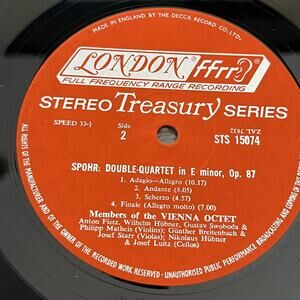 MADE IN ENGLAND BY THE DECCA RECORD CO. LTD.
LONDON ffrr
FULL FREQUENCY RANGE RECORDING
STEREO Treasury SERIES
SPEED 33⅓
Side
2
STS 15074
SPOHR: DOUBLE-QUARTET in E minor, Op. 87
1. Adagio—Allegro (10.17)
2. Andante (8.05)
3. Scherzo (4.57)
4. Finale (Allegro molto) (7.00)
Members of the VIENNA OCTET
Anton Fietz, Wilhelm Hübner, Gustav Swoboda &
Philipp Matheis (Violins); Günther Breitenbach &
Josef Starr (Violas); Nikolaus Hübner
& Josef Luitz (Cellos)
ALL RIGHTS OF THE MANUFACTURER AND OF THE OWNER OF THE RECORDED WORK RESERVED - UNAUTHORISED PUBLIC PERFORMANCE, BROADCASTING AND COPYING OF